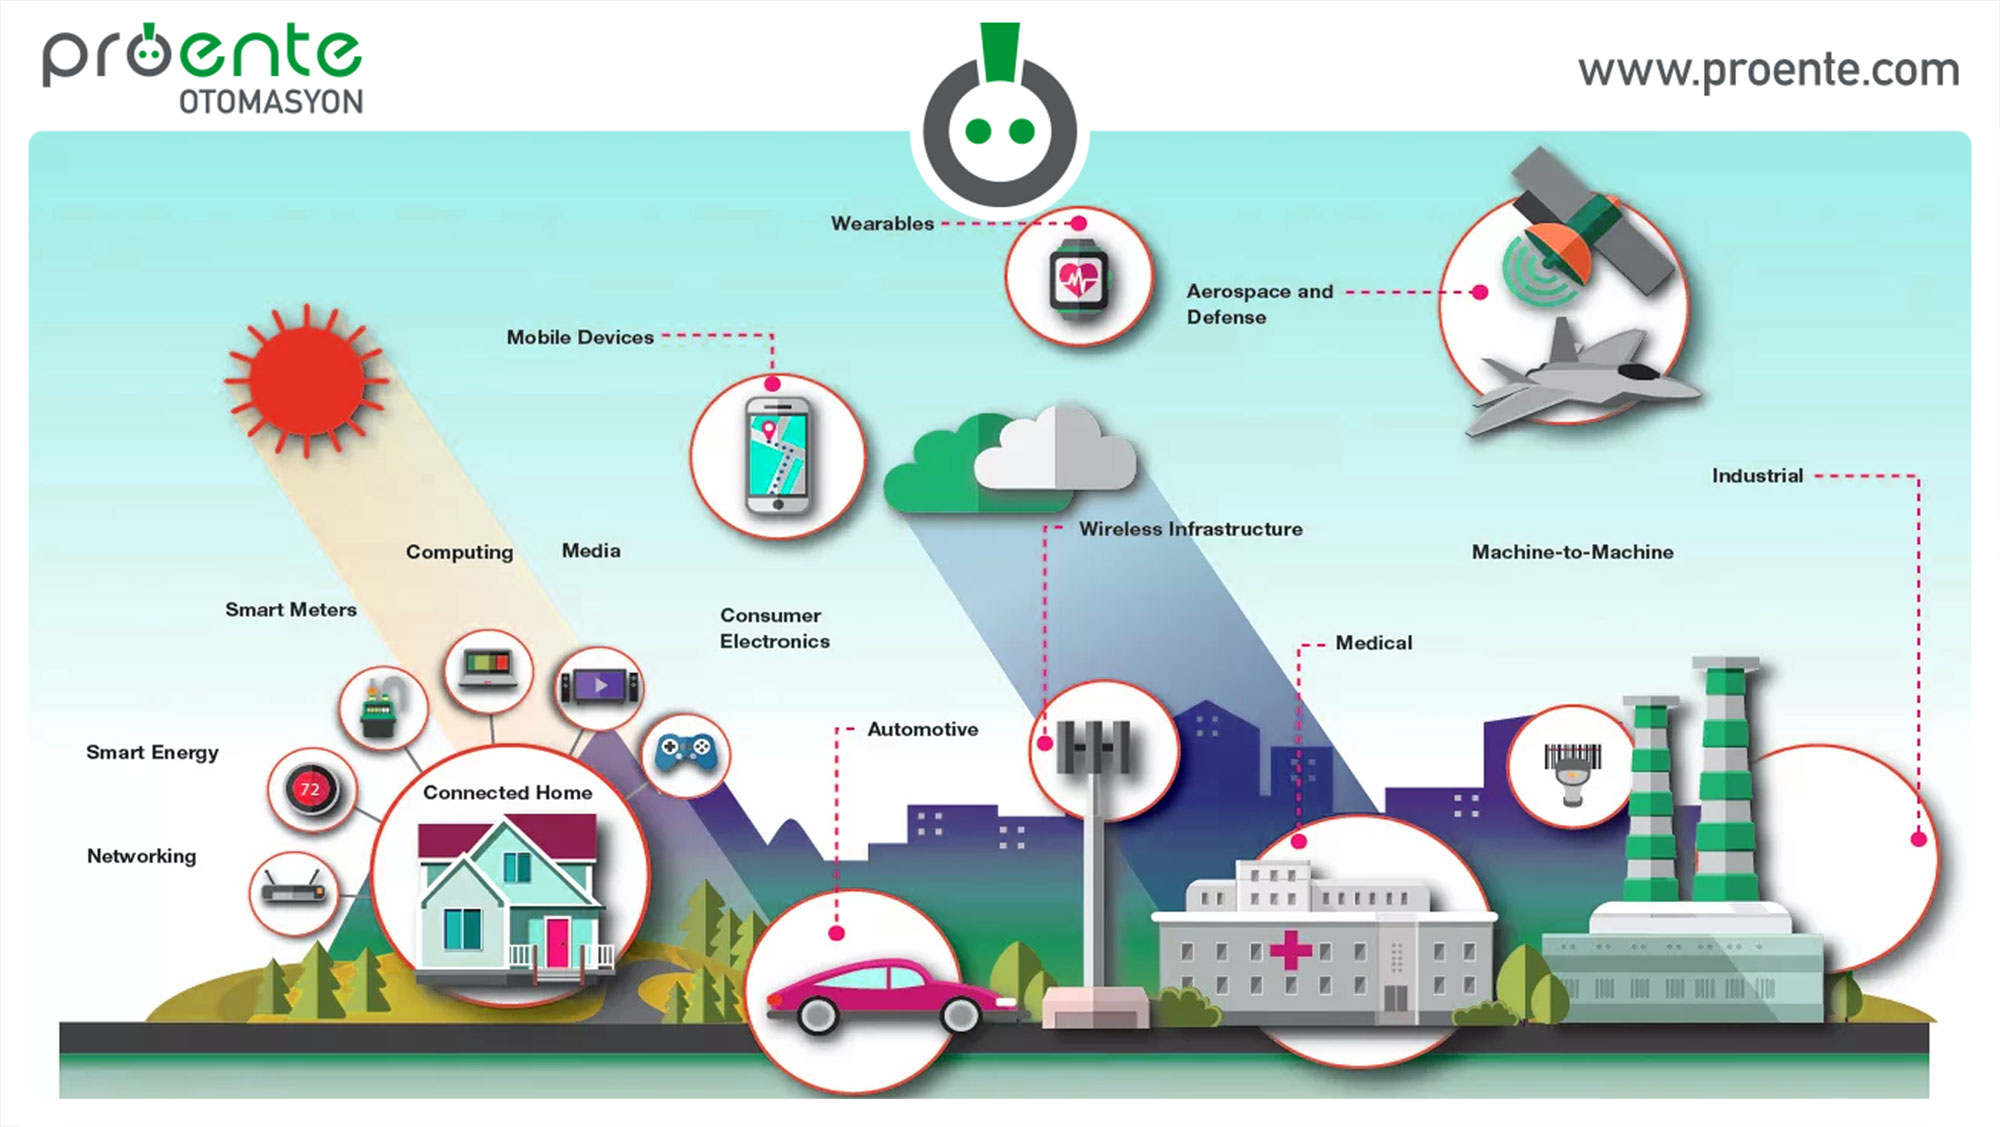 proente
OTOMASYON
www.proente.com
Wearables
Aerospace and
Defense
Mobile Devices
Industrial
Wireless Infrastructure
Computing
Media
Machine-to-Machine
Smart Meters
Consumer
Electronics
Medical
Automotive
Smart Energy
72
Connected Home
Networking